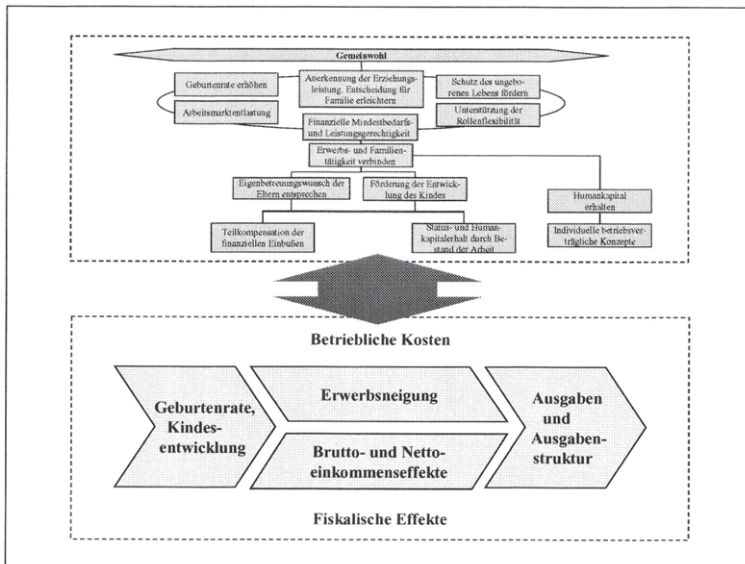 Gemeinwohl
Geburtenrate erhöhen
Anerkennung der Erziehungs-
leistung, Entscheidung für
Familie erleichtern
Schutz des ungebo-
renen Lebens fördern
Arbeitsmarktentlastung
Unterstützung der
Rollenflexibilität
Finanzielle Mindestbedarfs-
und Leistungsgerechtigkeit
Erwerbs- und Familien-
tätigkeit verbinden
Eigenbetreuungswunsch der
Eltern entsprechen
Förderung der Entwick-
lung des Kindes
Humankapital
erhalten
Teilkompensation der
finanziellen Einbußen
Status- und Human-
kapitalerhalt durch Be-
stand der Arbeit
Individuelle betriebsver-
trägliche Konzepte
Betriebliche Kosten
Geburtenrate,
Kindes-
entwicklung
Erwerbsneigung
Brutto- und Netto-
einkommenseffekte
Ausgaben
und
Ausgaben-
struktur
Fiskalische Effekte